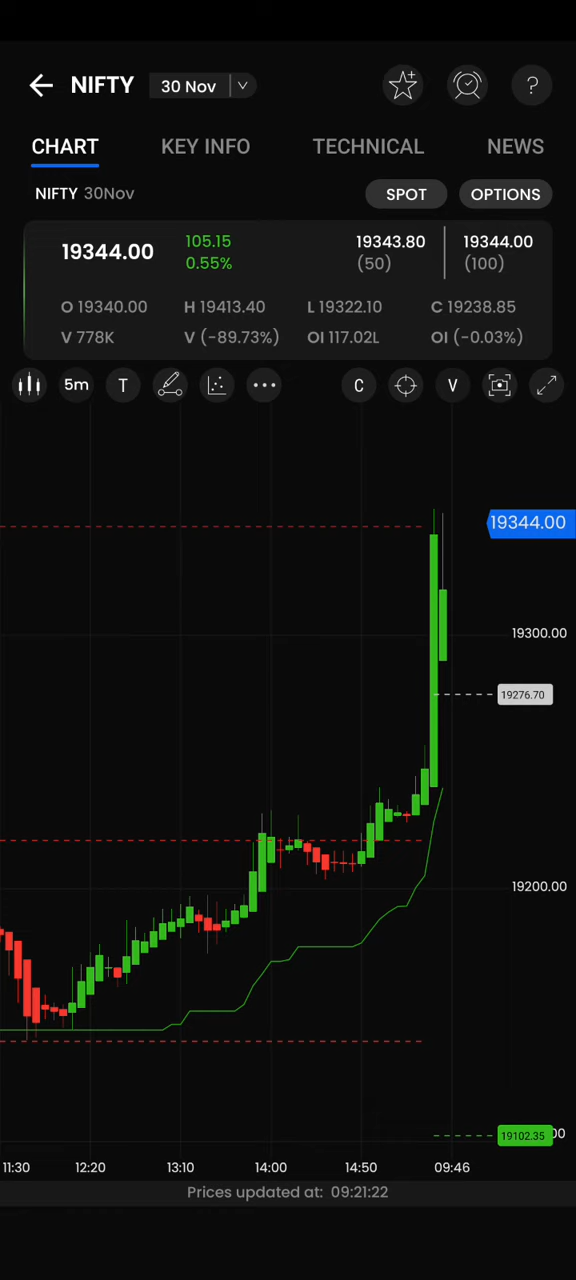 NIFTY 30 Nov
CHART KEY INFO TECHNICAL NEWS
NIFTY 30Nov SPOT OPTIONS
19344.00 105.15 0.55% 19343.80 (50) 19344.00 (100)
O 19340.00 H 19413.40 L 19322.10 C 19238.85
V 778K V (-89.73%) OI 117.02L OI (-0.03%)
5m T C V
19344.00
19300.00
19276.70
19200.00
19102.35
11:30 12:20 13:10 14:00 14:50 09:46
Prices updated at: 09:21:22